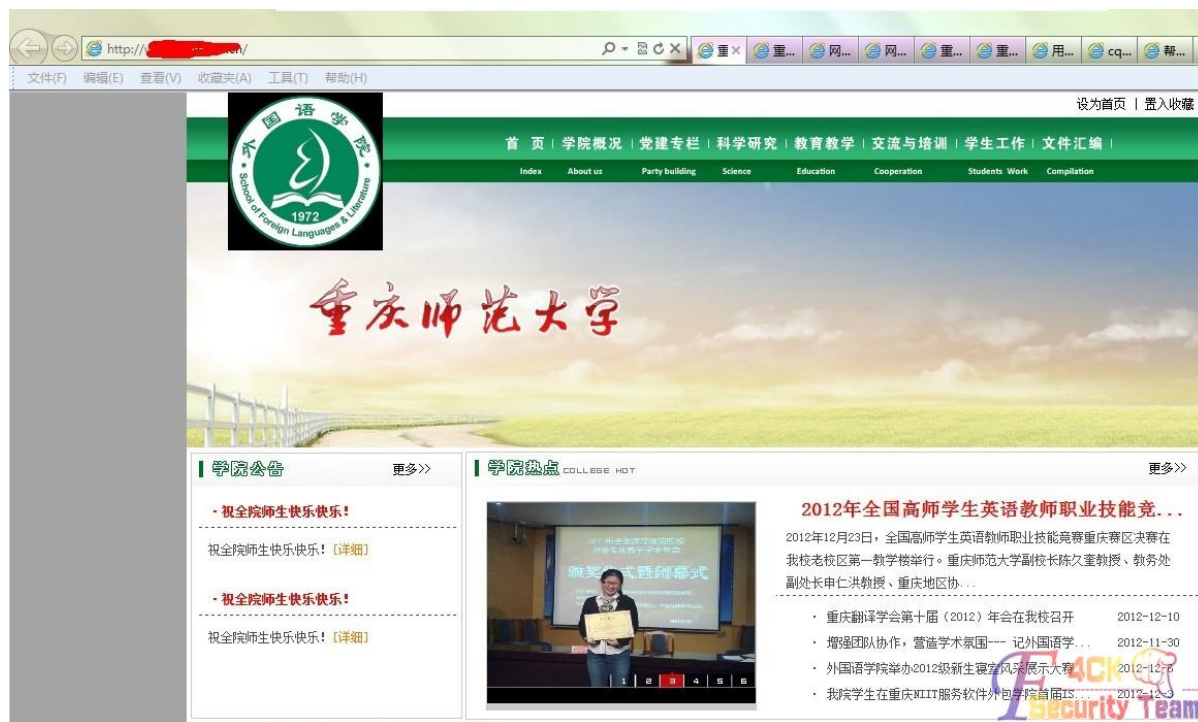 http://
重
重...
网...
网...
重...
重...
用...
cq...
帮...
文件(F) 编辑(E) 查看(V) 收藏夹(A) 工具(T) 帮助(H)
设为首页 | 置入收藏
外国语学院
School of Foreign Languages & Literature
1972
首 页 | 学院概况 | 党建专栏 | 科学研究 | 教育教学 | 交流与培训 | 学生工作 | 文件汇编 |
Index About us Party building Science Education Cooperation Students Work Compilation
重庆师范大学
学院公告 更多>>
· 祝全院师生快乐快乐!
祝全院师生快乐快乐! [详细]
· 祝全院师生快乐快乐!
祝全院师生快乐快乐! [详细]
学院热点 COLLEGE HOT 更多>>
颁奖仪式暨闭幕式
1 2 3 4 5 6
2012年全国高师学生英语教师职业技能竞...
2012年12月23日，全国高师学生英语教师职业技能竞赛重庆赛区决赛在
我校老校区第一教学楼举行。重庆师范大学副校长陈久奎教授、教务处
副处长申仁洪教授、重庆地区协...
· 重庆翻译学会第十届（2012）年会在我校召开 2012-12-10
· 增强团队协作，营造学术氛围--- 记外国语学... 2012-11-30
· 外国语学院举办2012级新生寝室风采展示大赛 2012-12-6
· 我院学生在重庆NIIT服务软件外包学院首届IS... 2012-12-3
F4CK
Security Team